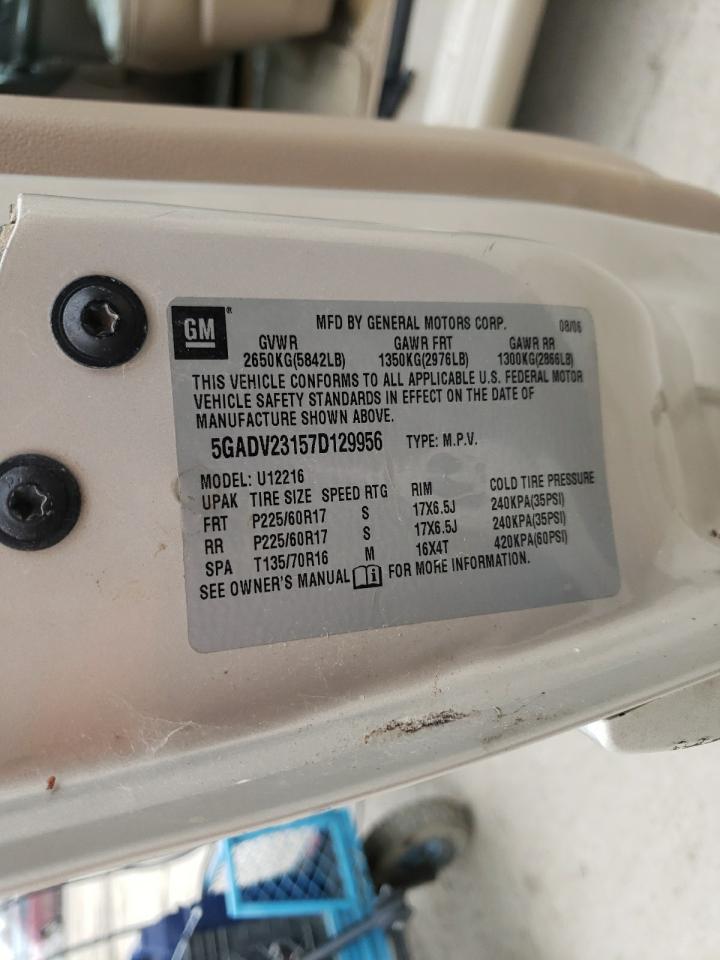 GM® MFD BY GENERAL MOTORS CORP. 08/06
GVWR GAWR FRT GAWR RR
2650KG(5842LB) 1350KG(2976LB) 1300KG(2866LB)
THIS VEHICLE CONFORMS TO ALL APPLICABLE U.S. FEDERAL MOTOR
VEHICLE SAFETY STANDARDS IN EFFECT ON THE DATE OF
MANUFACTURE SHOWN ABOVE.
5GADV23157D129956 TYPE: M.P.V.
MODEL: U12216
UPAK TIRE SIZE SPEED RTG RIM COLD TIRE PRESSURE
FRT P225/60R17 S 17X6.5J 240KPA(35PSI)
RR P225/60R17 S 17X6.5J 240KPA(35PSI)
SPA T135/70R16 M 16X4T 420KPA(60PSI)
SEE OWNER'S MANUAL FOR MORE INFORMATION.